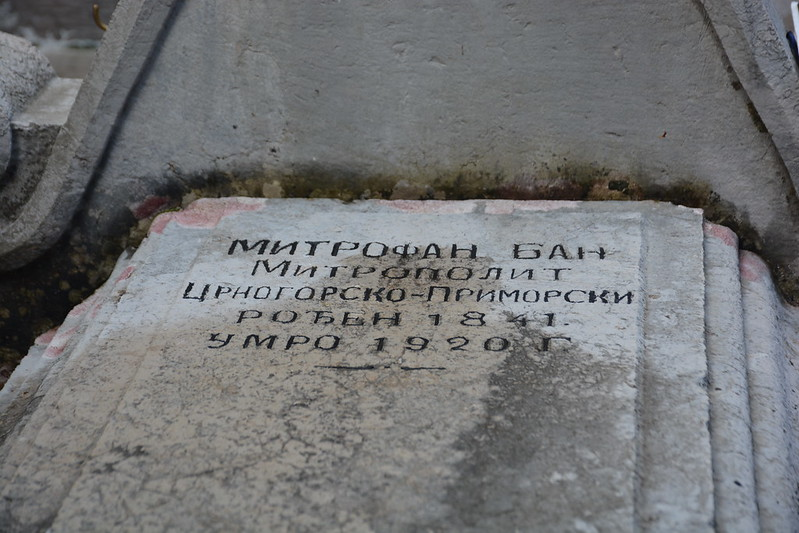 МИТРОФАН БАН
МИТРОПОЛИТ
ЦРНОГОРСКО-ПРИМОРСКИ
РОЂЕН 1841.
УМРО 1920 Г.